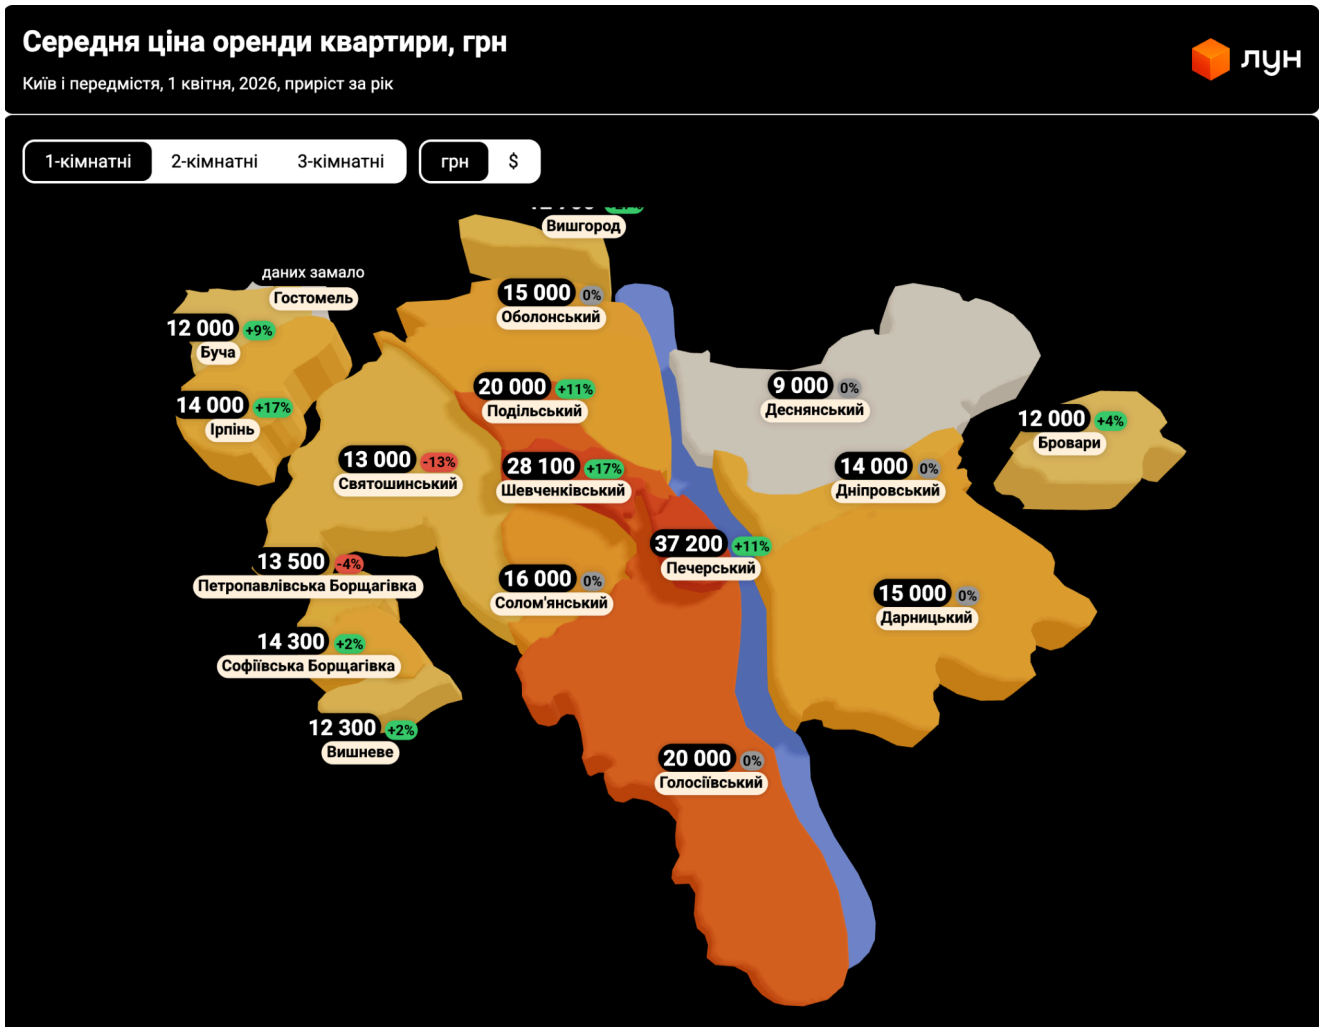 Середня ціна оренди квартири, грн
Київ і передмістя, 1 квітня, 2026, приріст за рік
лун
1-кімнатні 2-кімнатні 3-кімнатні
грн $
Вишгород
даних замало
Гостомель
15 000 0%
Оболонський
12 000 +9%
Буча
20 000 +11%
Подільський
9 000 0%
Деснянський
14 000 +17%
Ірпінь
12 000 +4%
Бровари
13 000 -13%
Святошинський
28 100 +17%
Шевченківський
14 000 0%
Дніпровський
37 200 +11%
Печерський
13 500 -4%
Петропавлівська Борщагівка
16 000 0%
Солом'янський
15 000 0%
Дарницький
14 300 +2%
Софіївська Борщагівка
12 300 +2%
Вишневе
20 000 0%
Голосіївський